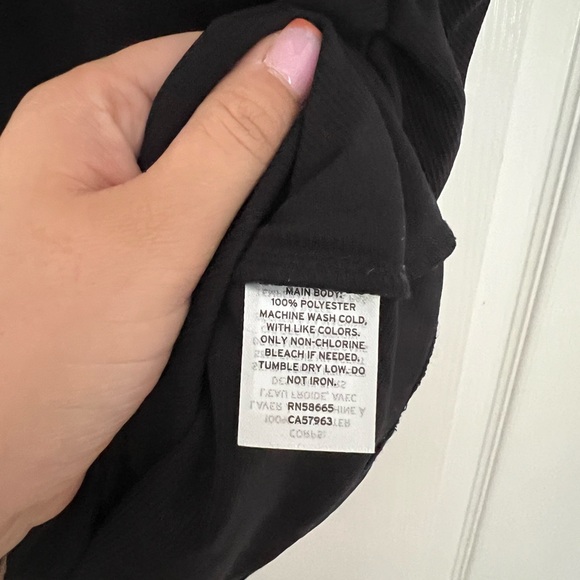 MAIN BODY:
100% POLYESTER
MACHINE WASH COLD,
WITH LIKE COLORS.
ONLY NON-CHLORINE
BLEACH IF NEEDED.
TUMBLE DRY LOW. DO
NOT IRON.
RN58665
CA57963